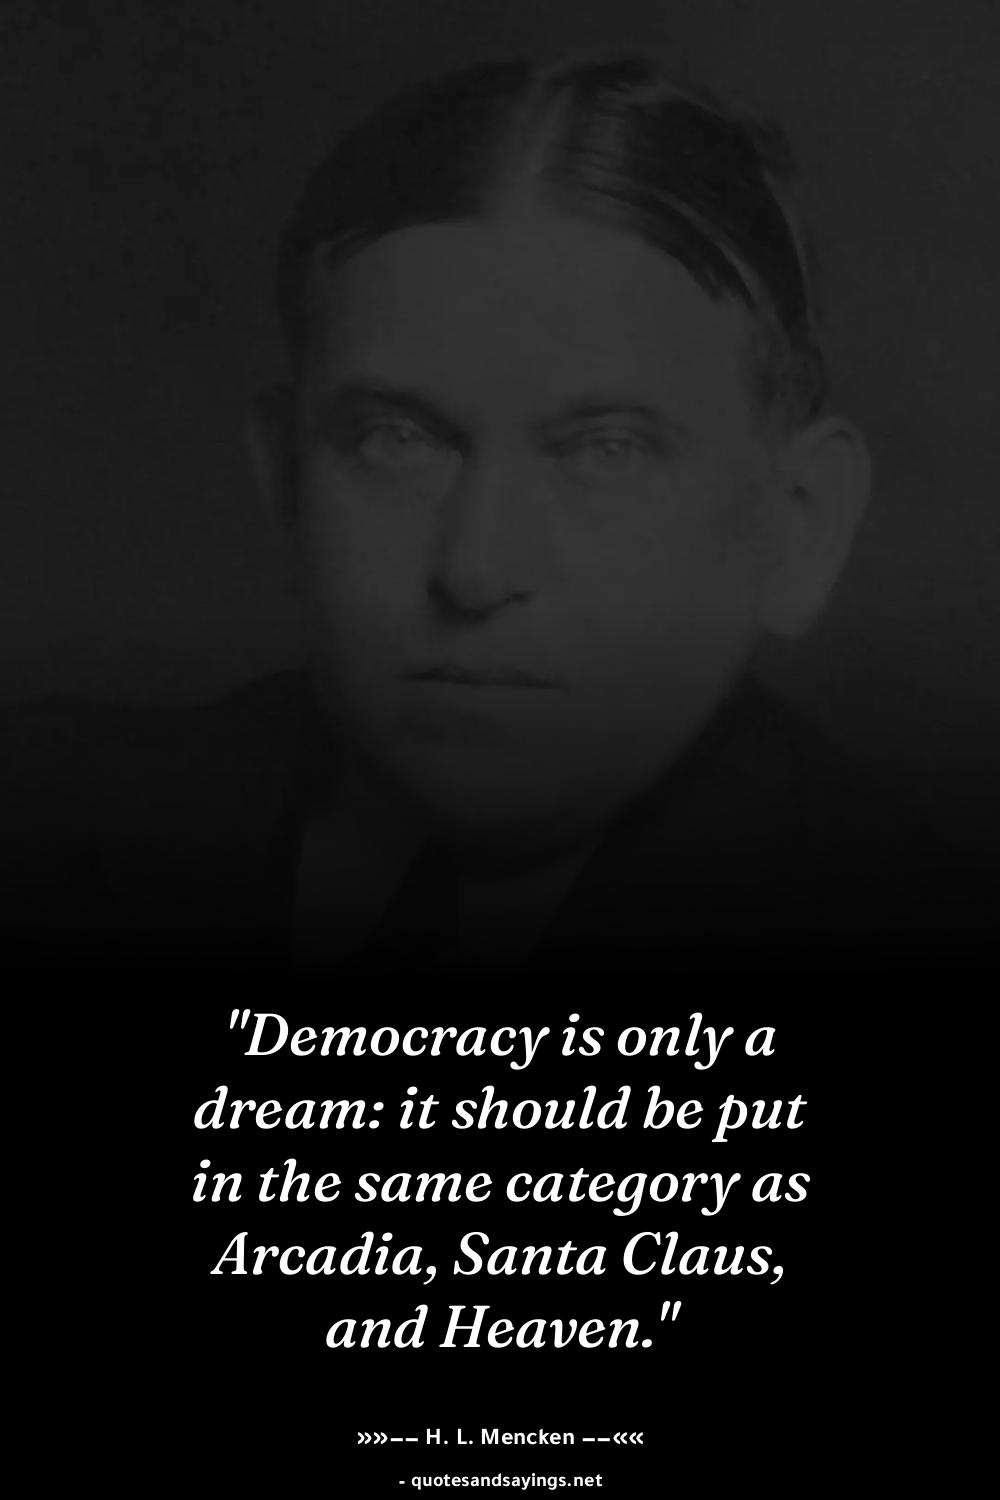 "Democracy is only a
dream: it should be put
in the same category as
Arcadia, Santa Claus,
and Heaven."
»»–– H. L. Mencken ––««
- quotesandsayings.net